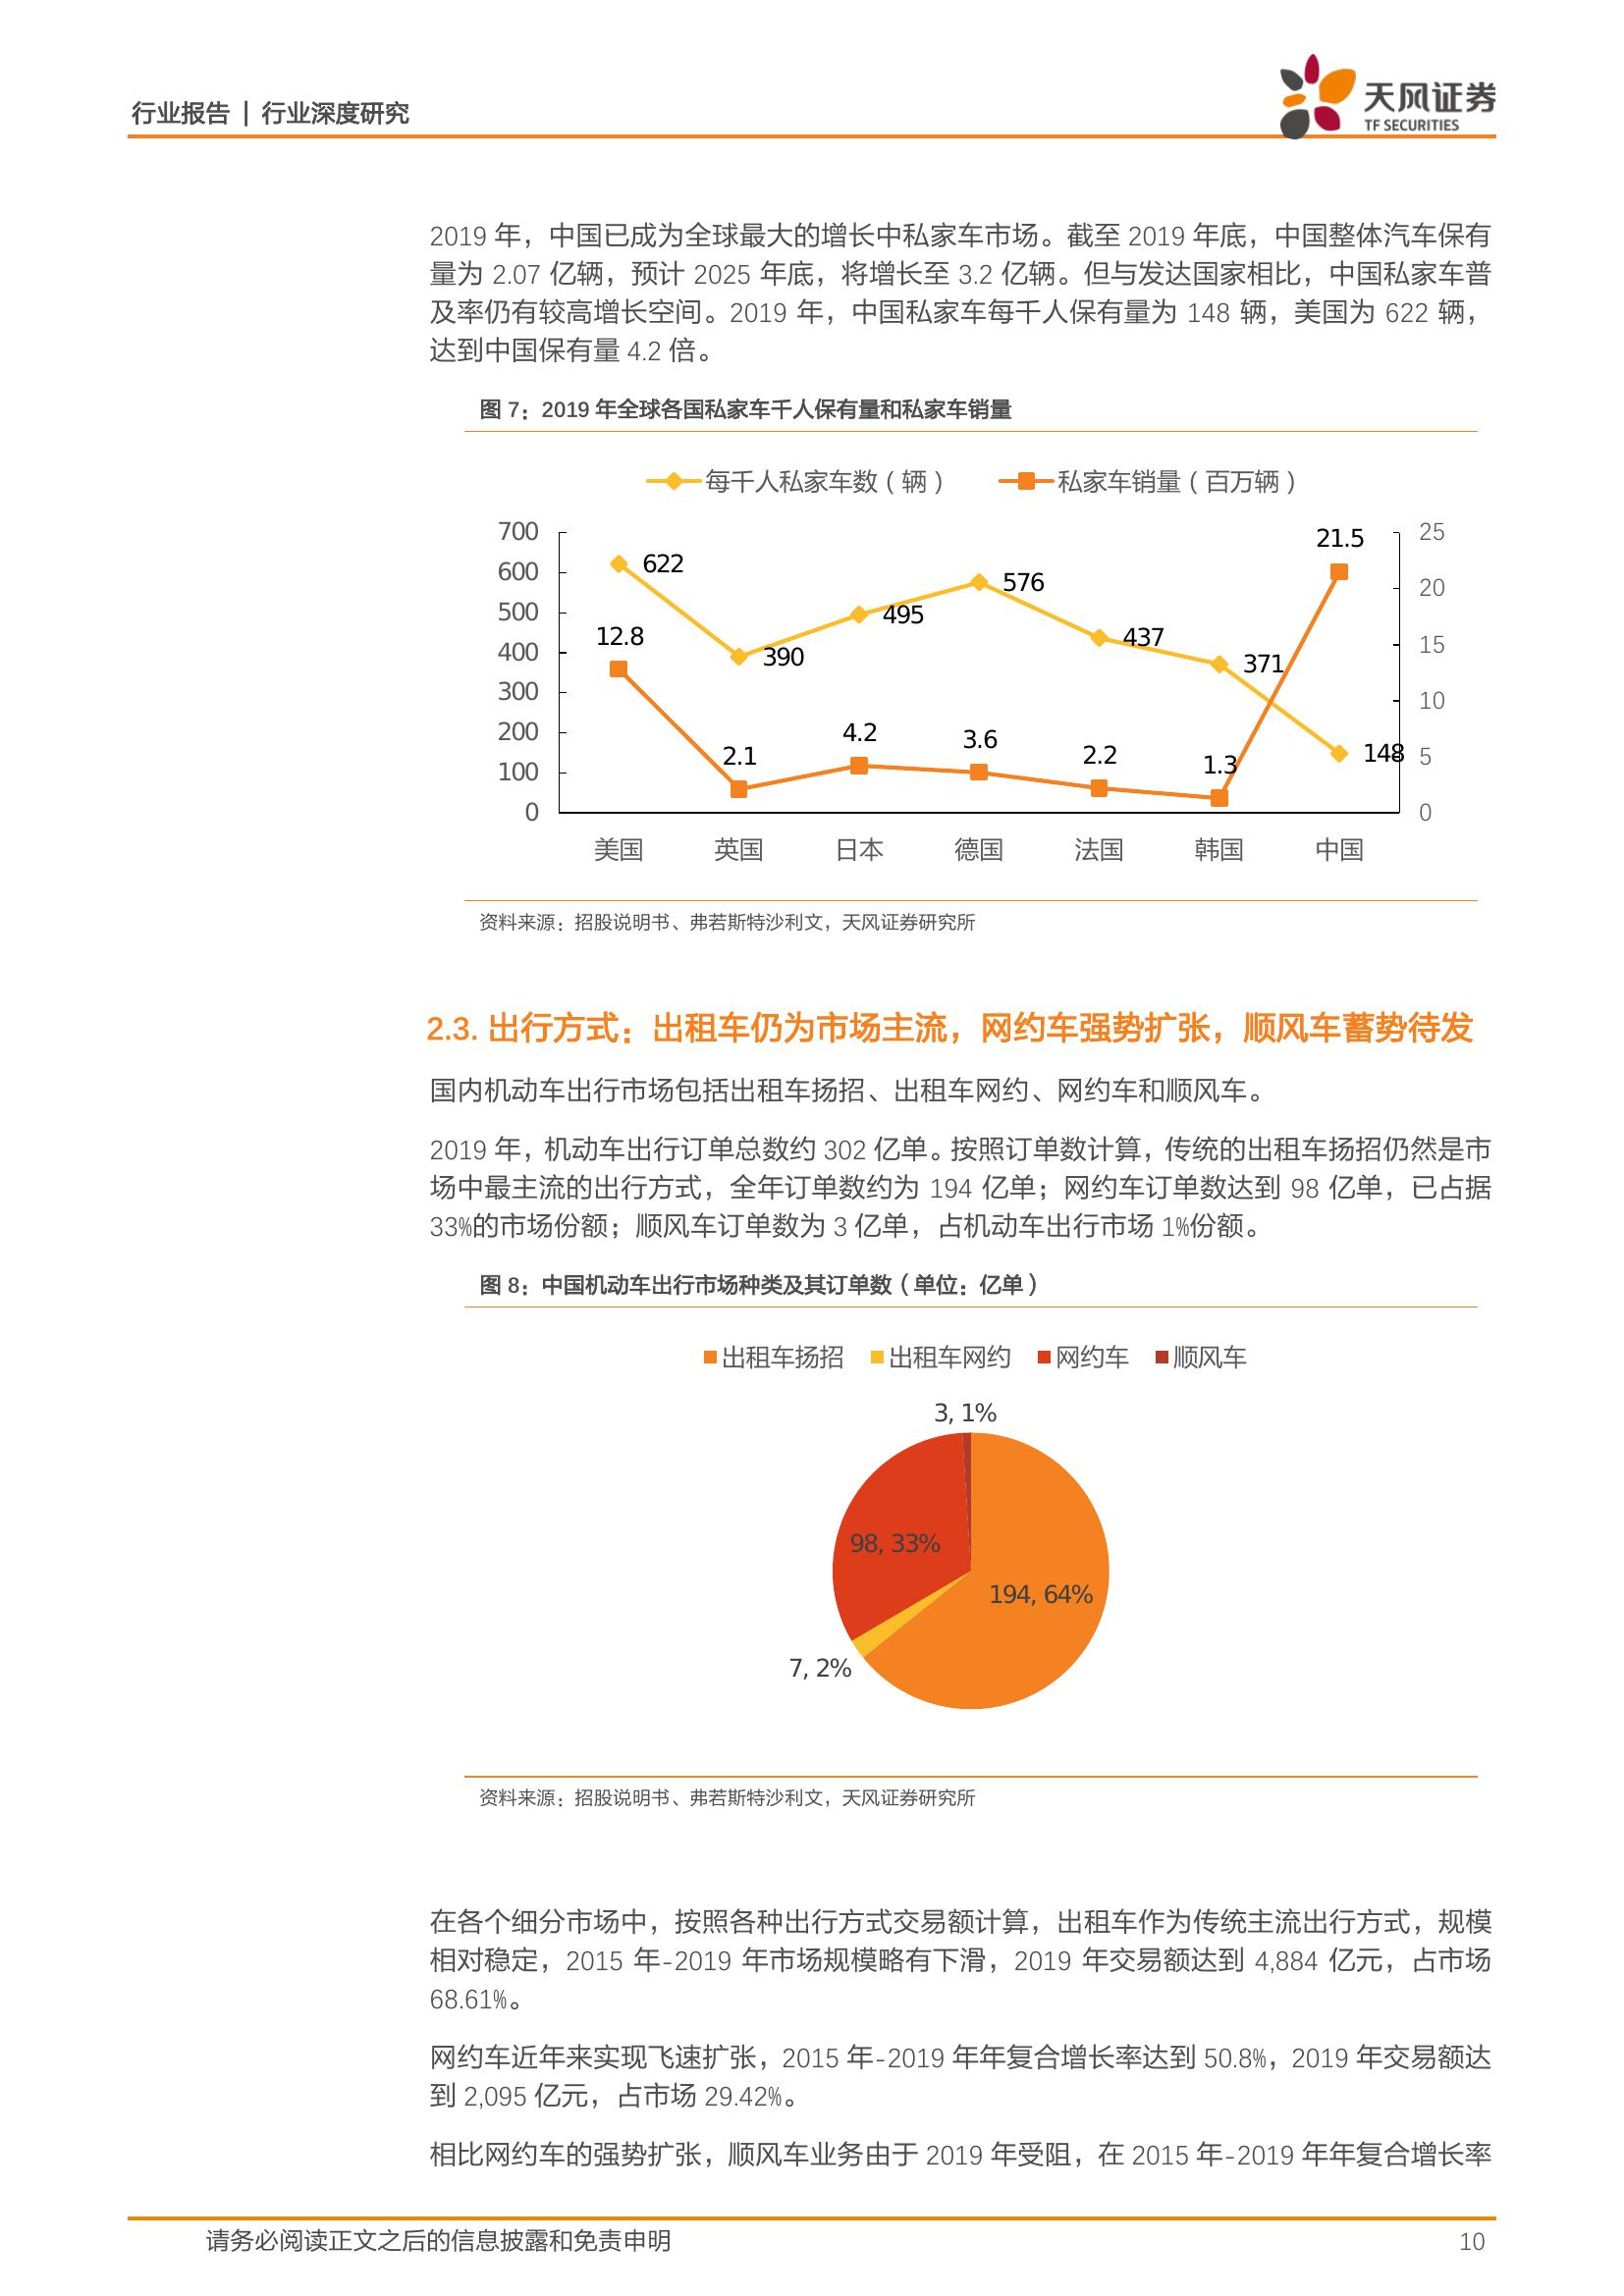 行业报告 | 行业深度研究
天风证券
TF SECURITIES
2019 年，中国已成为全球最大的增长中私家车市场。截至 2019 年底，中国整体汽车保有
量为 2.07 亿辆，预计 2025 年底，将增长至 3.2 亿辆。但与发达国家相比，中国私家车普
及率仍有较高增长空间。2019 年，中国私家车每千人保有量为 148 辆，美国为 622 辆，
达到中国保有量 4.2 倍。
图 7：2019 年全球各国私家车千人保有量和私家车销量
每千人私家车数（辆） 私家车销量（百万辆）
700
600
500
400
300
200
100
0
622
390
495
576
437
371
148
12.8
2.1
4.2
3.6
2.2
1.3
21.5
25
20
15
10
5
0
美国 英国 日本 德国 法国 韩国 中国
资料来源：招股说明书、弗若斯特沙利文，天风证券研究所
2.3. 出行方式：出租车仍为市场主流，网约车强势扩张，顺风车蓄势待发
国内机动车出行市场包括出租车扬招、出租车网约、网约车和顺风车。
2019 年，机动车出行订单总数约 302 亿单。按照订单数计算，传统的出租车扬招仍然是市
场中最主流的出行方式，全年订单数约为 194 亿单；网约车订单数达到 98 亿单，已占据
33%的市场份额；顺风车订单数为 3 亿单，占机动车出行市场 1%份额。
图 8：中国机动车出行市场种类及其订单数（单位：亿单）
出租车扬招 出租车网约 网约车 顺风车
3, 1%
98, 33%
194, 64%
7, 2%
资料来源：招股说明书、弗若斯特沙利文，天风证券研究所
在各个细分市场中，按照各种出行方式交易额计算，出租车作为传统主流出行方式，规模
相对稳定，2015 年-2019 年市场规模略有下滑，2019 年交易额达到 4,884 亿元，占市场
68.61%。
网约车近年来实现飞速扩张，2015 年-2019 年年复合增长率达到 50.8%，2019 年交易额达
到 2,095 亿元，占市场 29.42%。
相比网约车的强势扩张，顺风车业务由于 2019 年受阻，在 2015 年-2019 年年复合增长率
请务必阅读正文之后的信息披露和免责申明 10